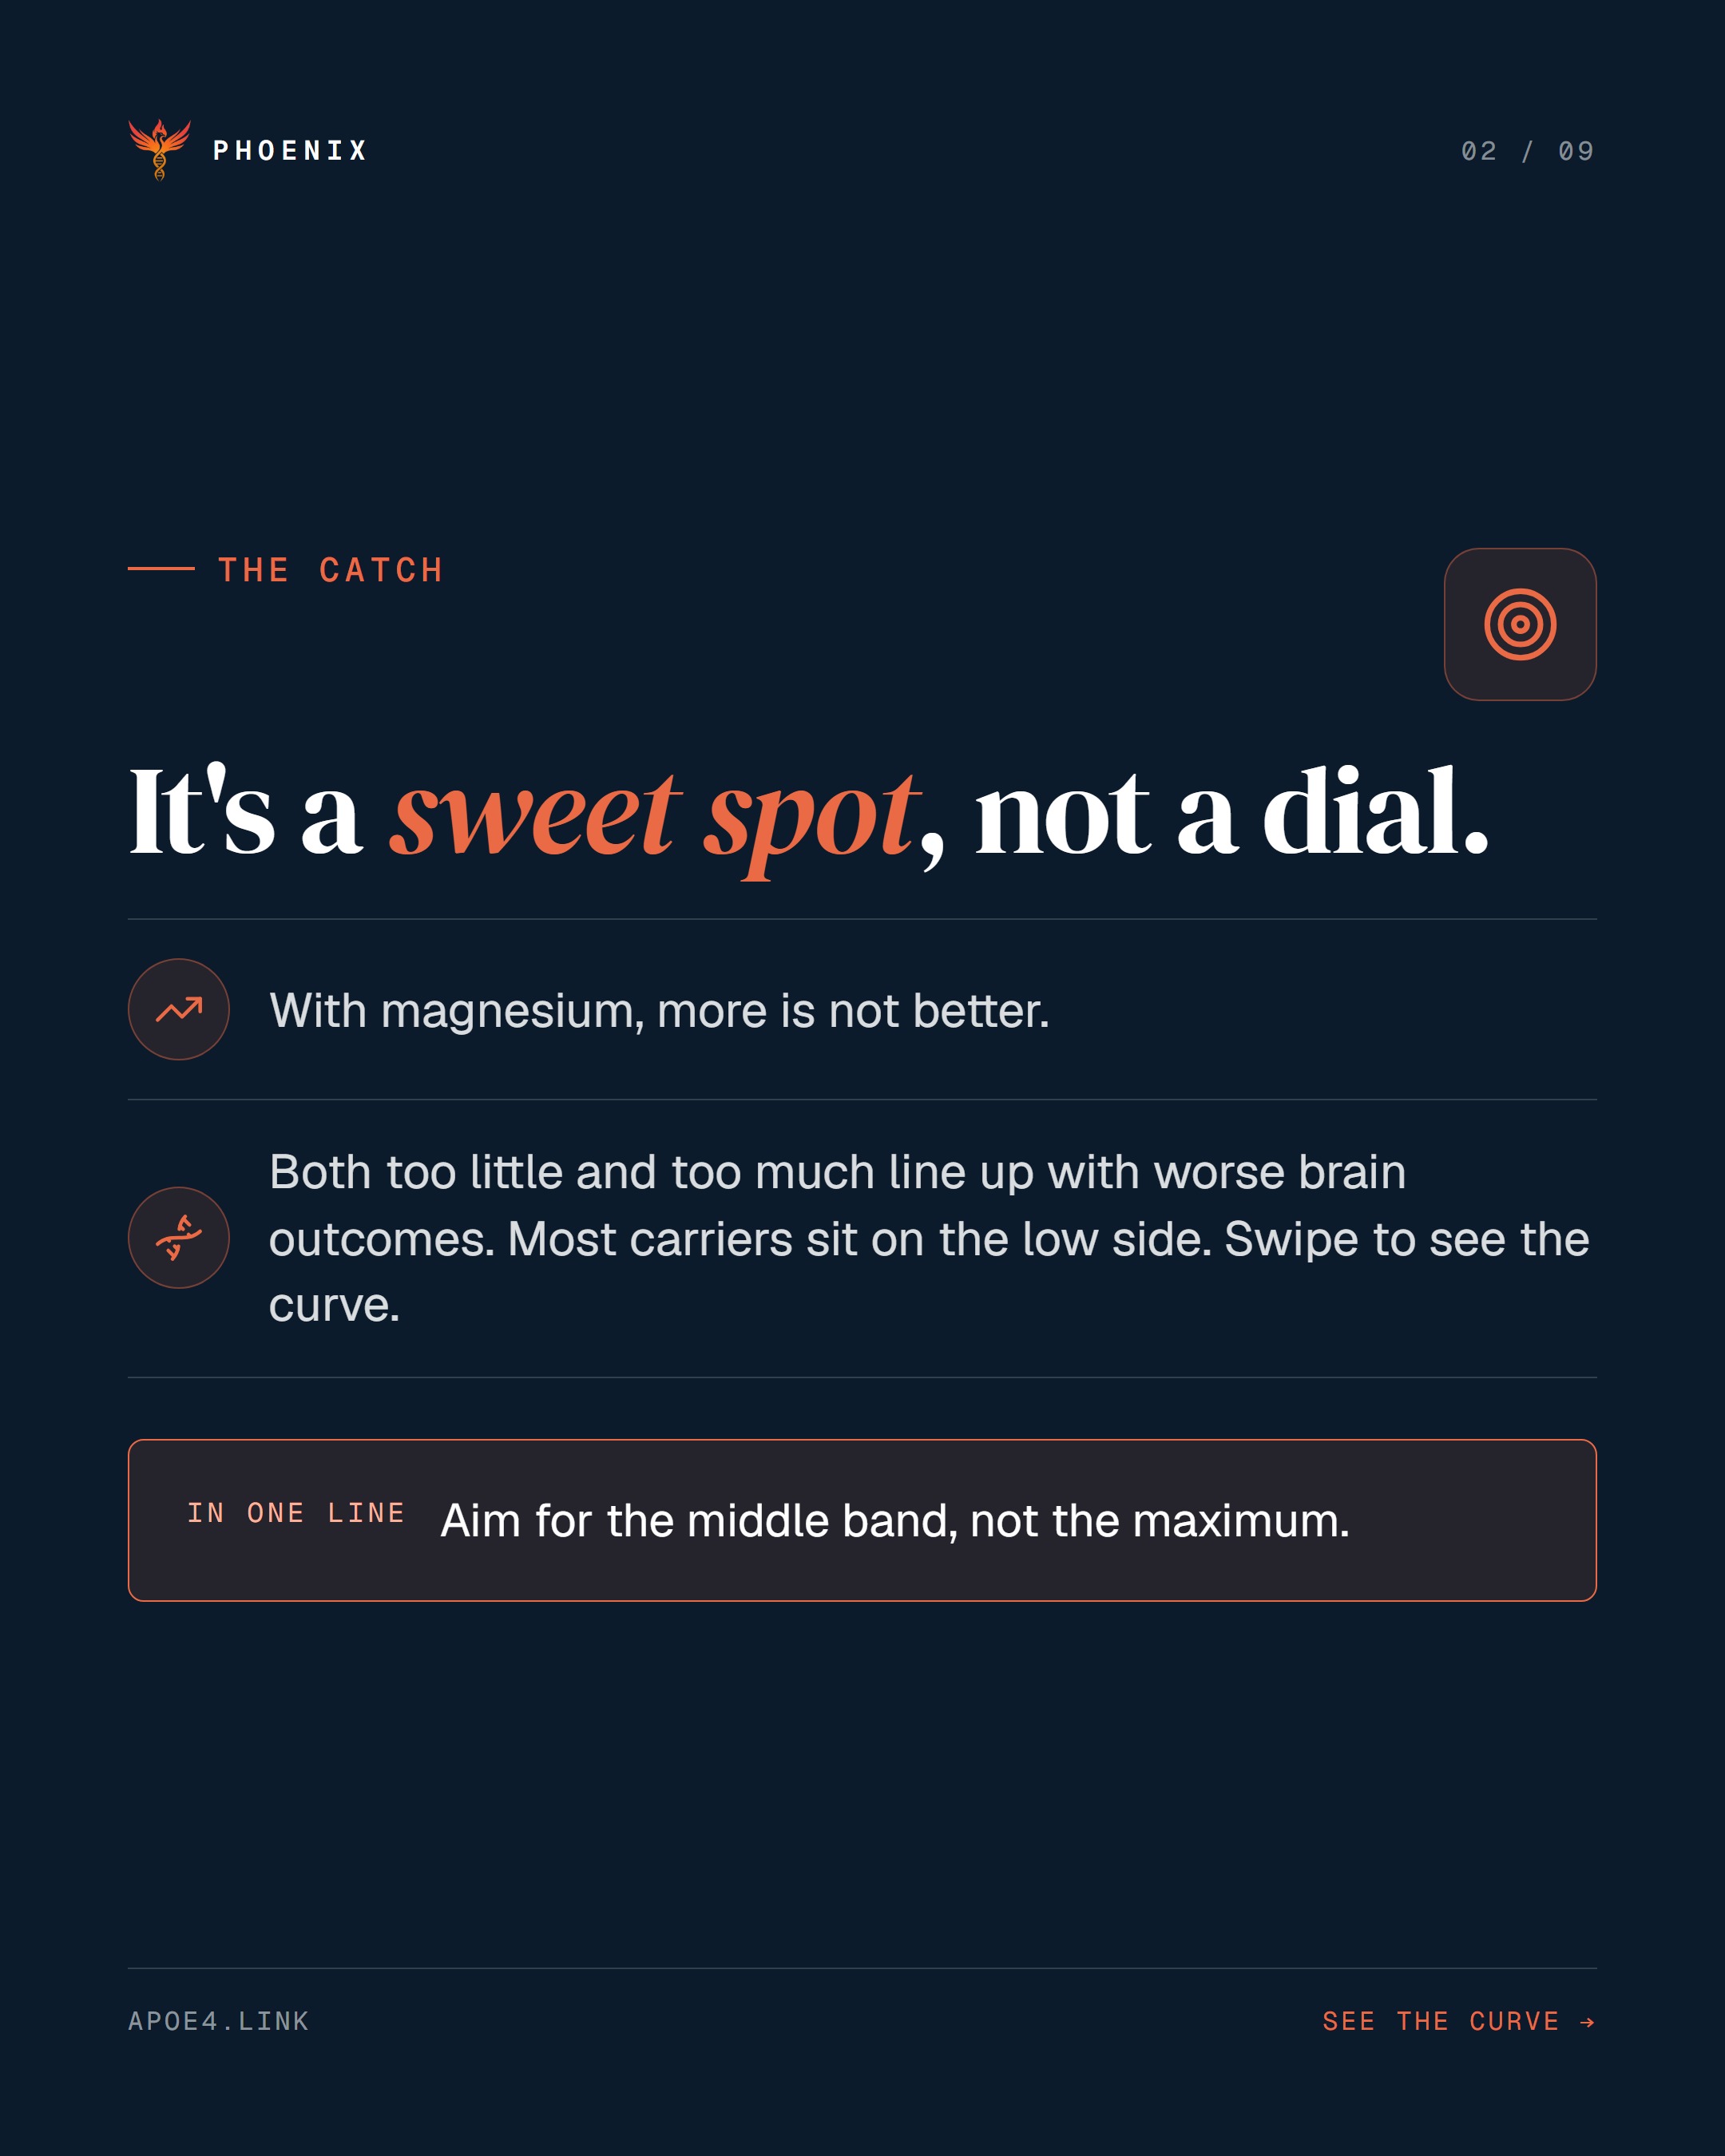 PHOENIX
02 / 09
THE CATCH
It's a sweet spot, not a dial.
With magnesium, more is not better.
Both too little and too much line up with worse brain
outcomes. Most carriers sit on the low side. Swipe to see the
curve.
IN ONE LINE Aim for the middle band, not the maximum.
APOE4.LINK
SEE THE CURVE →